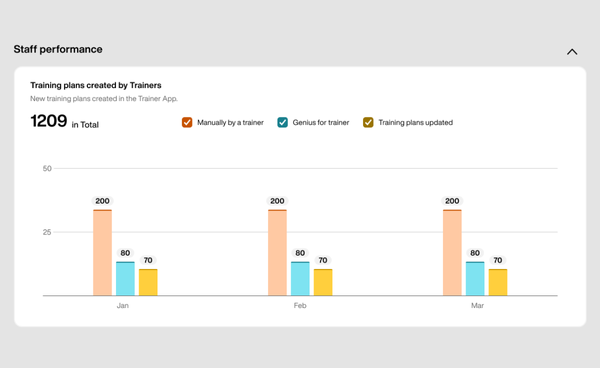 Staff performance
Training plans created by Trainers
New training plans created in the Trainer App.
1209 in Total
Manually by a trainer
Genius for trainer
Training plans updated
50
200 200 200
25
80 70 80 70 80 70
Jan Feb Mar